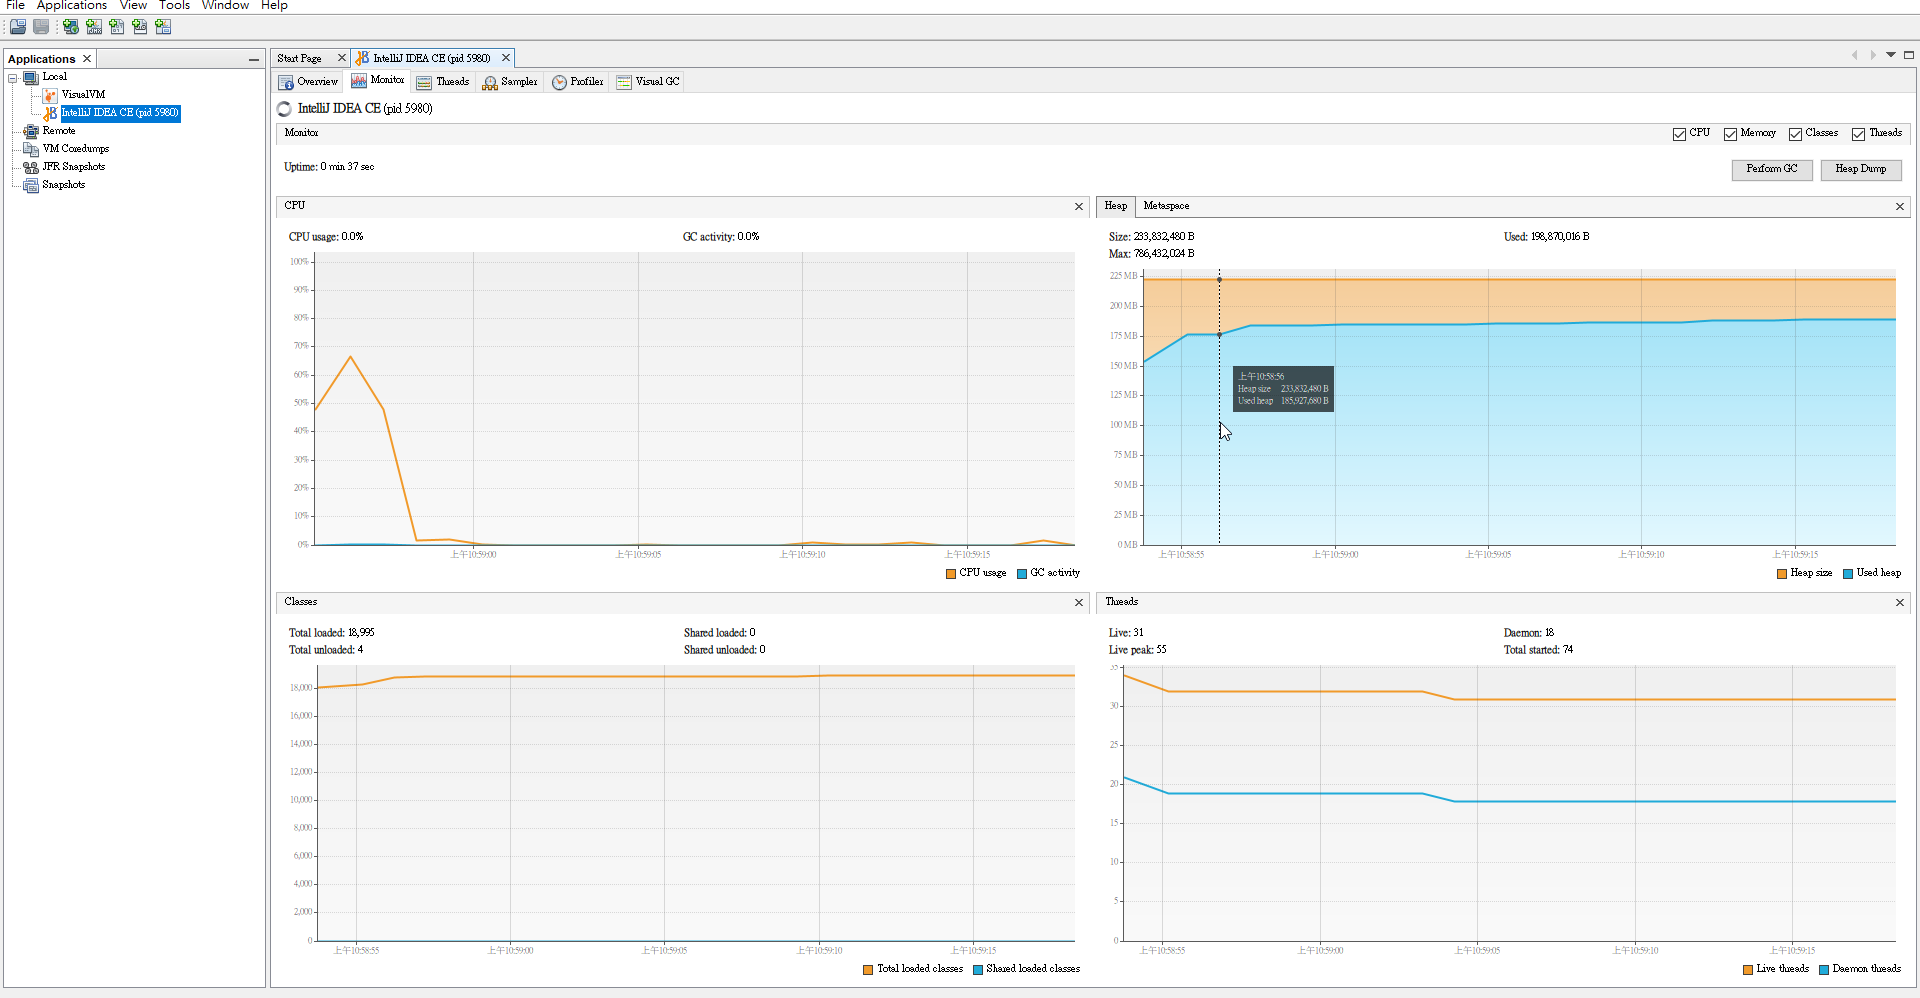 File Applications View Tools Window Help
Applications
Local
VisualVM
IntelliJ IDEA CE (pid 5980)
Remote
VM Coredumps
JFR Snapshots
Snapshots
Start Page IntelliJ IDEA CE (pid 5980)
Overview Monitor Threads Sampler Profiler Visual GC
IntelliJ IDEA CE (pid 5980)
Monitor CPU Memory Classes Threads
Uptime: 0 min 37 sec Perform GC Heap Dump
CPU
CPU usage: 0.0% GC activity: 0.0%
100%
90%
80%
70%
60%
50%
40%
30%
20%
10%
0%
上午10:59:00 上午10:59:05 上午10:59:10 上午10:59:15
CPU usage GC activity
Heap Metaspace
Size: 233,832,480 B Used: 198,870,016 B
Max: 786,432,024 B
225 MB
200 MB
175 MB
150 MB
125 MB
100 MB
75 MB
50 MB
25 MB
0 MB
上午10:58:56
Heap size 233,832,480 B
Used heap 185,927,680 B
上午10:58:55 上午10:59:00 上午10:59:05 上午10:59:10 上午10:59:15
Heap size Used heap
Classes
Total loaded: 18,995 Shared loaded: 0
Total unloaded: 4 Shared unloaded: 0
18,000
16,000
14,000
12,000
10,000
8,000
6,000
4,000
2,000
0
上午10:58:55 上午10:59:00 上午10:59:05 上午10:59:10 上午10:59:15
Total loaded classes Shared loaded classes
Threads
Live: 31 Daemon: 18
Live peak: 55 Total started: 74
35
30
25
20
15
10
5
0
上午10:58:55 上午10:59:00 上午10:59:05 上午10:59:10 上午10:59:15
Live threads Daemon threads